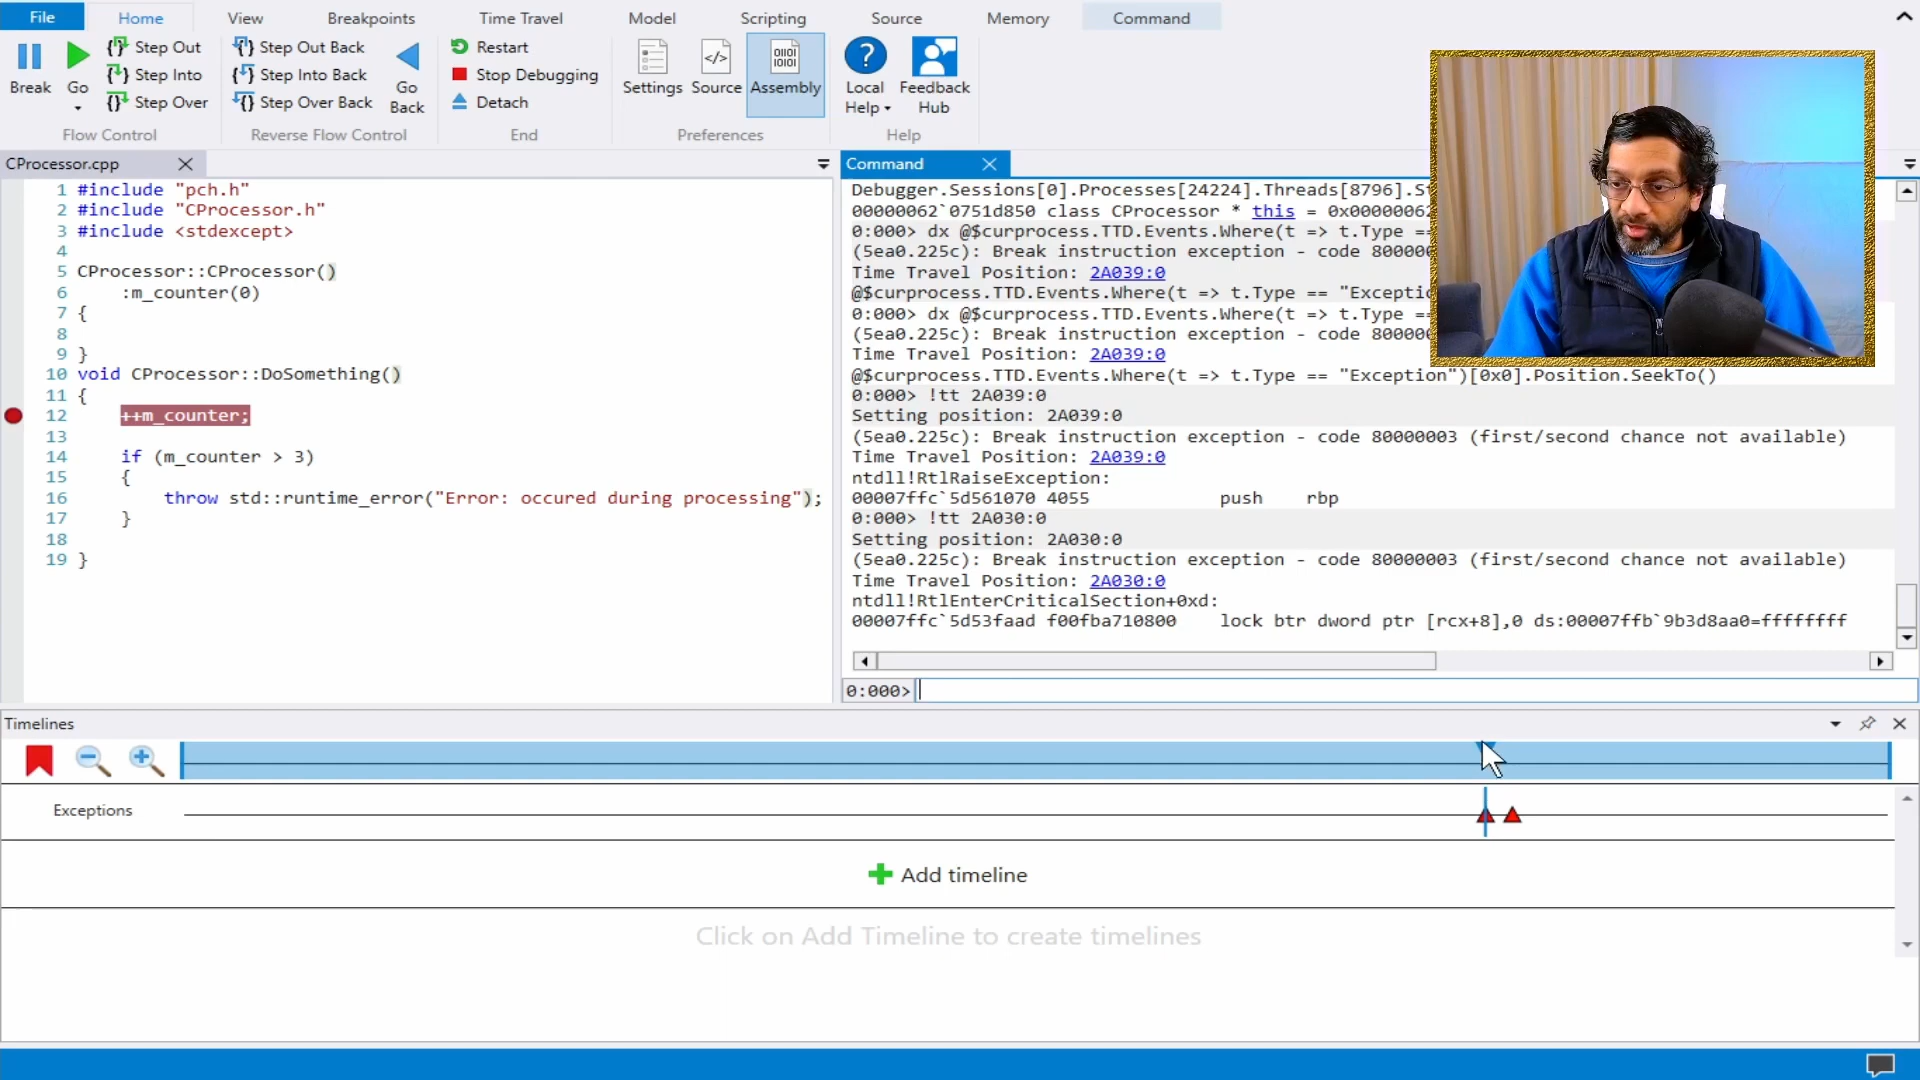 File Home View Breakpoints Time Travel Model Scripting Source Memory Command
Break
Go
Step Out
Step Into
Step Over
Flow Control
Step Out Back
Step Into Back
Step Over Back
Go
Back
Reverse Flow Control
Restart
Stop Debugging
Detach
End
Settings
Source
Assembly
Preferences
Local
Help
Feedback
Hub
Help
CProcessor.cpp
1 #include "pch.h"
2 #include "CProcessor.h"
3 #include <stdexcept>
4
5 CProcessor::CProcessor()
6 :m_counter(0)
7 {
8
9 }
10 void CProcessor::DoSomething()
11 {
12 ++m_counter;
13
14 if (m_counter > 3)
15 {
16 throw std::runtime_error("Error: occured during processing");
17 }
18
19 }
Command
Debugger.Sessions[0].Processes[24224].Threads[8796].S
00000062`0751d850 class CProcessor * this = 0x00000062
0:000> dx @$curprocess.TTD.Events.Where(t => t.Type ==
(5ea0.225c): Break instruction exception - code 80000
Time Travel Position: 2A039:0
@$curprocess.TTD.Events.Where(t => t.Type == "Exceptio
0:000> dx @$curprocess.TTD.Events.Where(t => t.Type ==
(5ea0.225c): Break instruction exception - code 80000
Time Travel Position: 2A039:0
@$curprocess.TTD.Events.Where(t => t.Type == "Exception")[0x0].Position.SeekTo()
0:000> !tt 2A039:0
Setting position: 2A039:0
(5ea0.225c): Break instruction exception - code 80000003 (first/second chance not available)
Time Travel Position: 2A039:0
ntdll!RtlRaiseException:
00007ffc`5d561070 4055 push rbp
0:000> !tt 2A030:0
Setting position: 2A030:0
(5ea0.225c): Break instruction exception - code 80000003 (first/second chance not available)
Time Travel Position: 2A030:0
ntdll!RtlEnterCriticalSection+0xd:
00007ffc`5d53faad f00fba710800 lock btr dword ptr [rcx+8],0 ds:00007ffb`9b3d8aa0=ffffffff
0:000>
Timelines
Exceptions
Add timeline
Click on Add Timeline to create timelines